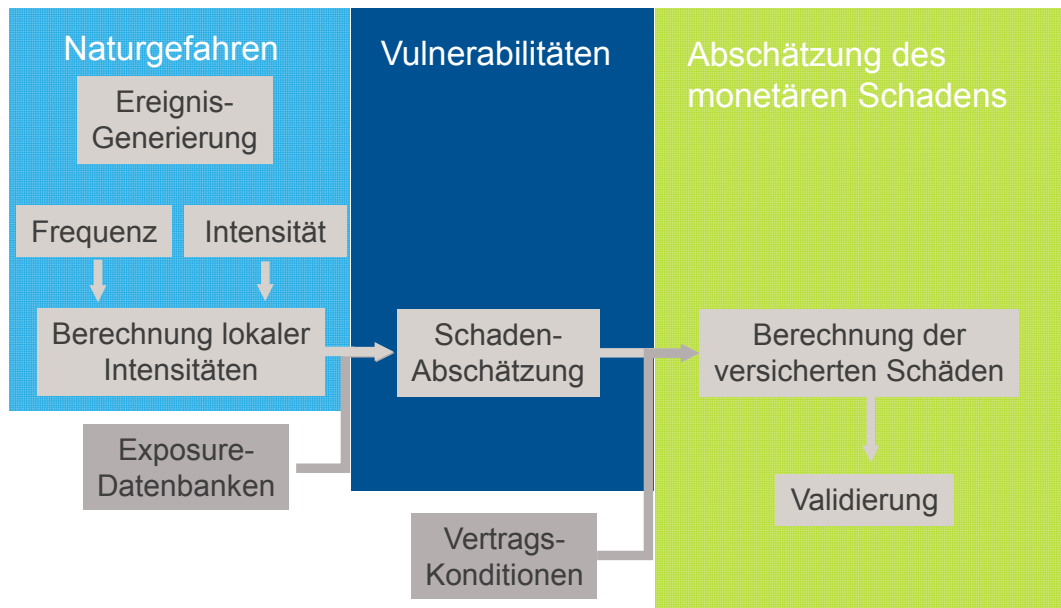 Naturgefahren
Ereignis-
Generierung
Frequenz
Intensität
Berechnung lokaler
Intensitäten
Exposure-
Datenbanken
Vulnerabilitäten
Schaden-
Abschätzung
Vertrags-
Konditionen
Abschätzung des
monetären Schadens
Berechnung der
versicherten Schäden
Validierung